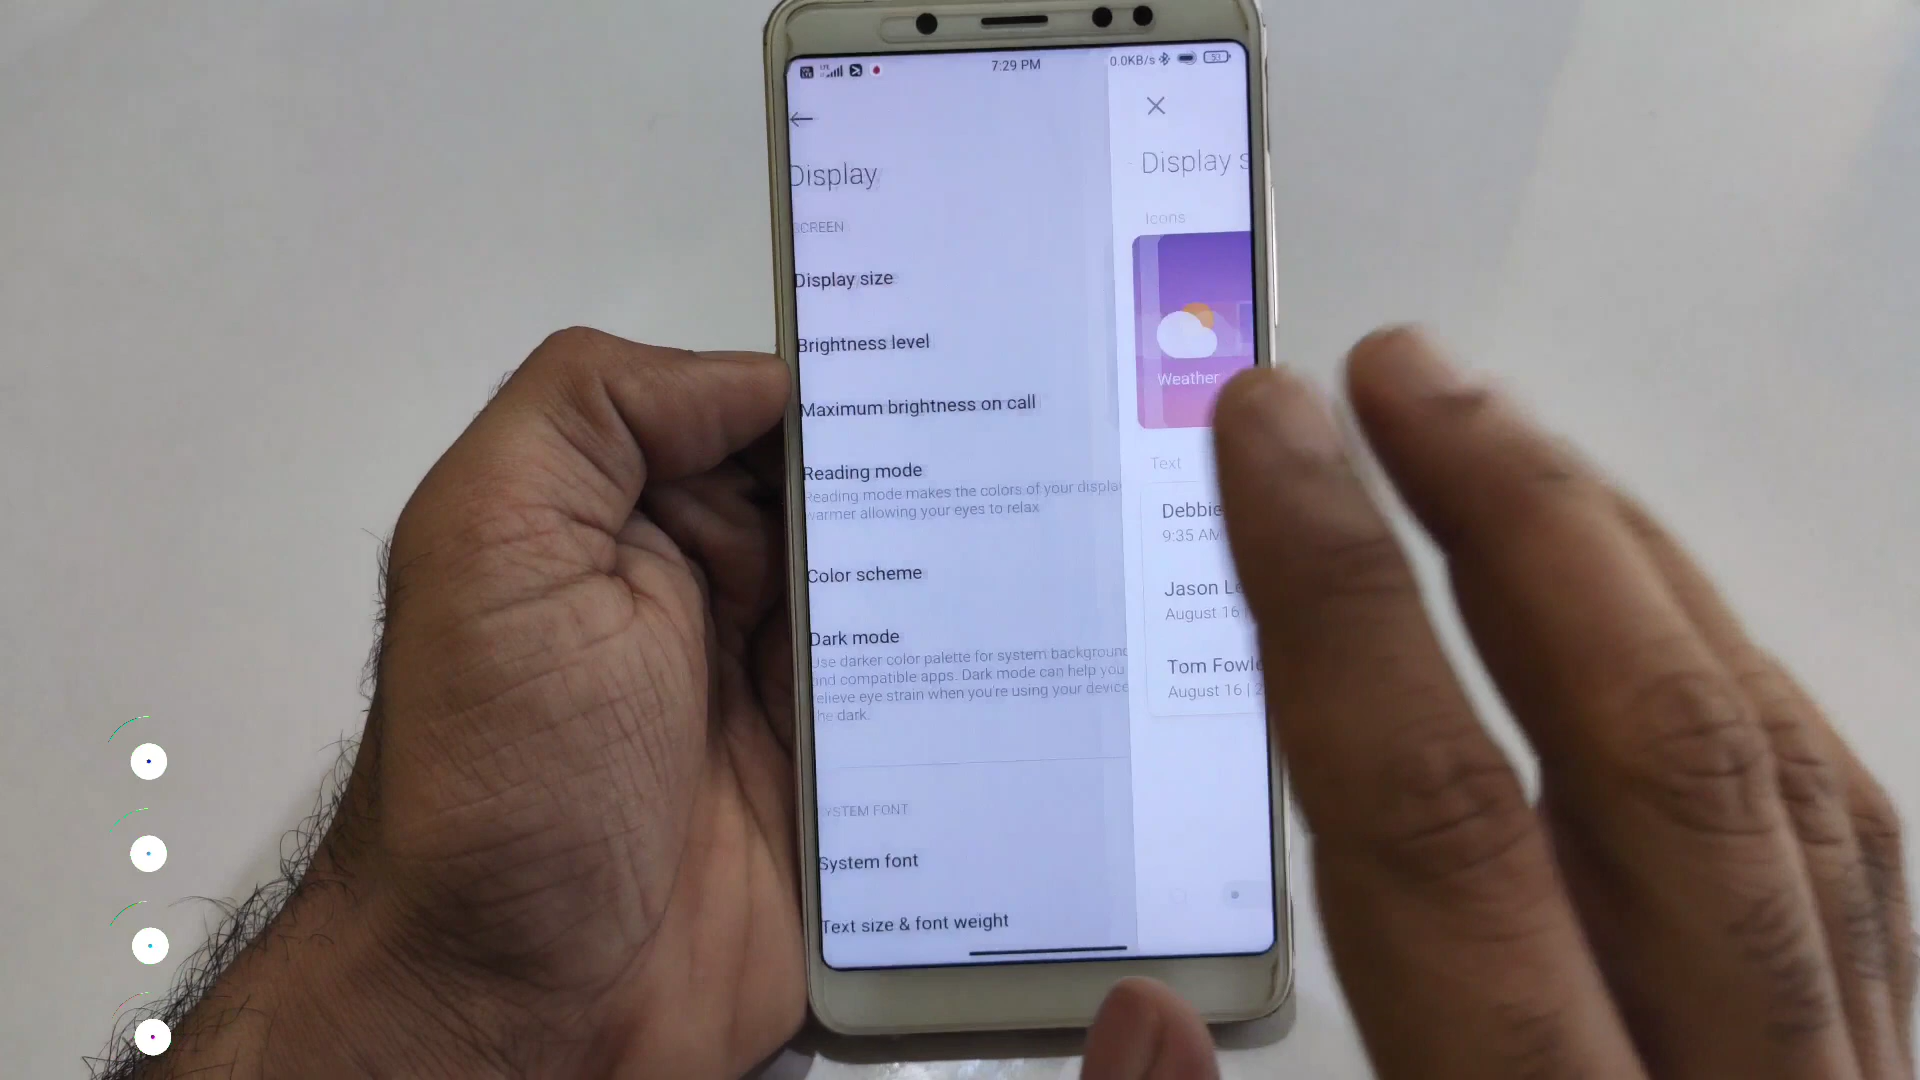 7:29 PM
0.0KB/s
53
Display
SCREEN
Display size
Brightness level
Maximum brightness on call
Reading mode
Reading mode makes the colors of your displa
warmer allowing your eyes to relax
Color scheme
Dark mode
Use darker color palette for system background
and compatible apps. Dark mode can help you
relieve eye strain when you're using your device
the dark.
SYSTEM FONT
System font
Text size & font weight
Display s
Icons
Weather
Text
Debbie
9:35 AM
Jason Le
August 16 |
Tom Fowle
August 16 | 2